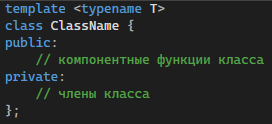 template <typename T>
class ClassName {
public:
    // компонентные функции класса
private:
    // члены класса
};